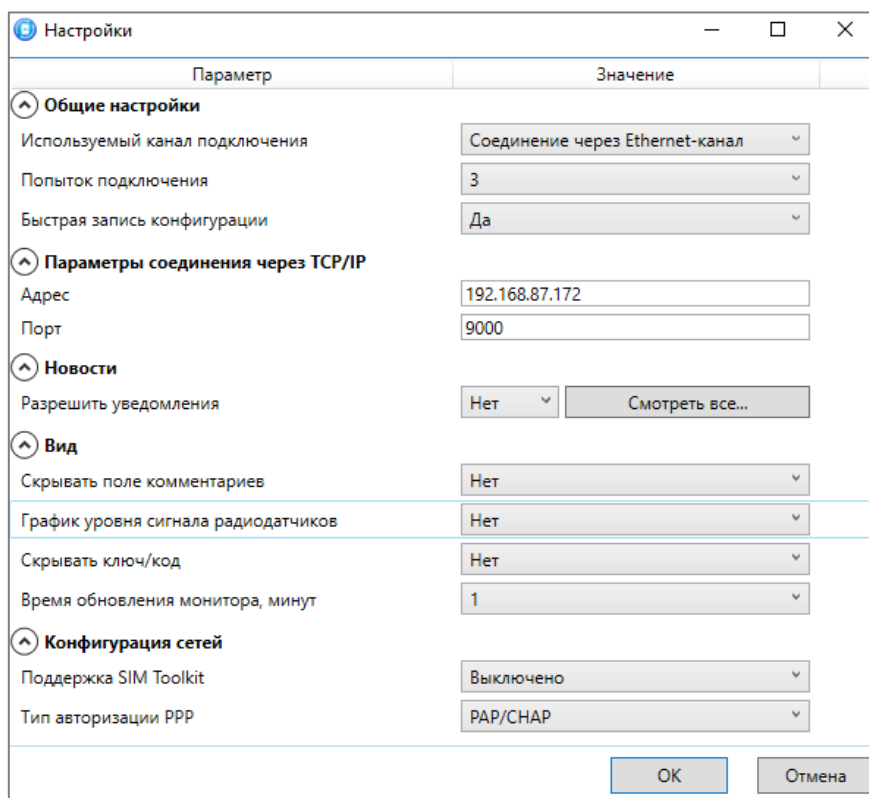 Настройки
Параметр Значение
Общие настройки
Используемый канал подключения Соединение через Ethernet-канал
Попыток подключения 3
Быстрая запись конфигурации Да
Параметры соединения через TCP/IP
Адрес 192.168.87.172
Порт 9000
Новости
Разрешить уведомления Нет Смотреть все...
Вид
Скрывать поле комментариев Нет
График уровня сигнала радиодатчиков Нет
Скрывать ключ/код Нет
Время обновления монитора, минут 1
Конфигурация сетей
Поддержка SIM Toolkit Выключено
Тип авторизации PPP PAP/CHAP
OK Отмена